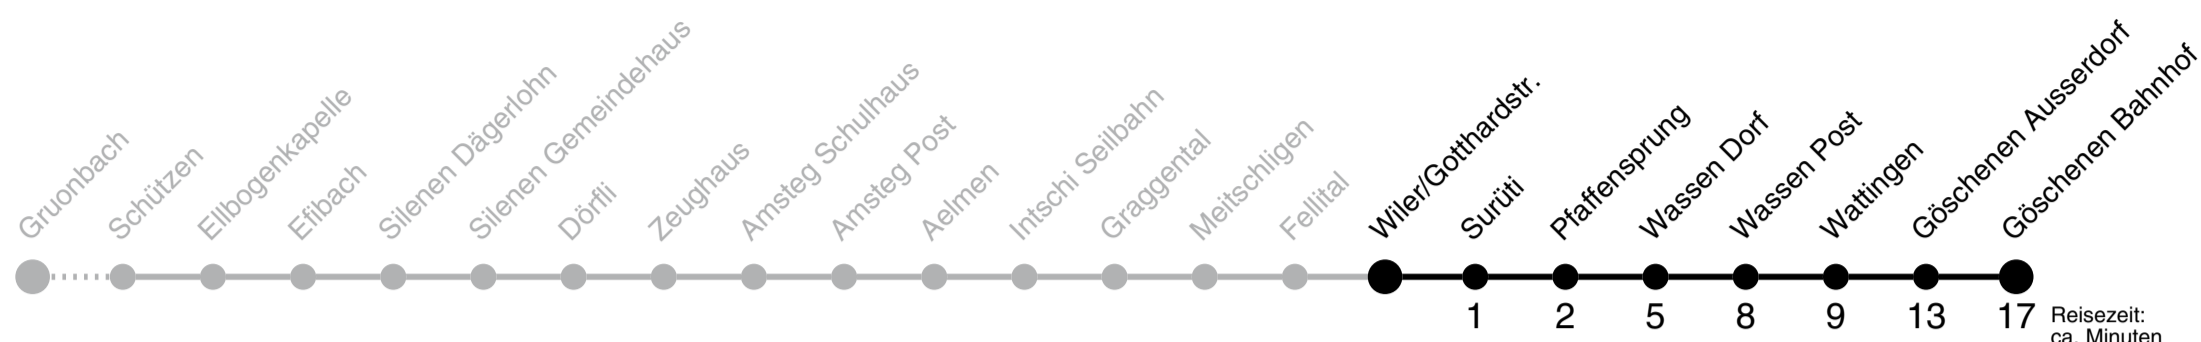 Gruonbach
Schützen
Ellbogenkapelle
Efibach
Silenen Dägerlohn
Silenen Gemeindehaus
Dörfli
Zeughaus
Amsteg Schulhaus
Amsteg Post
Aelmen
Intschi Seilbahn
Graggental
Meitschligen
Fellital
Wiler/Gotthardstr.
Surüti
Pfaffensprung
Wassen Dorf
Wassen Post
Wattingen
Göschenen Ausserdorf
Göschenen Bahnhof
1 2 5 8 9 13 17 Reisezeit:
ca. Minuten